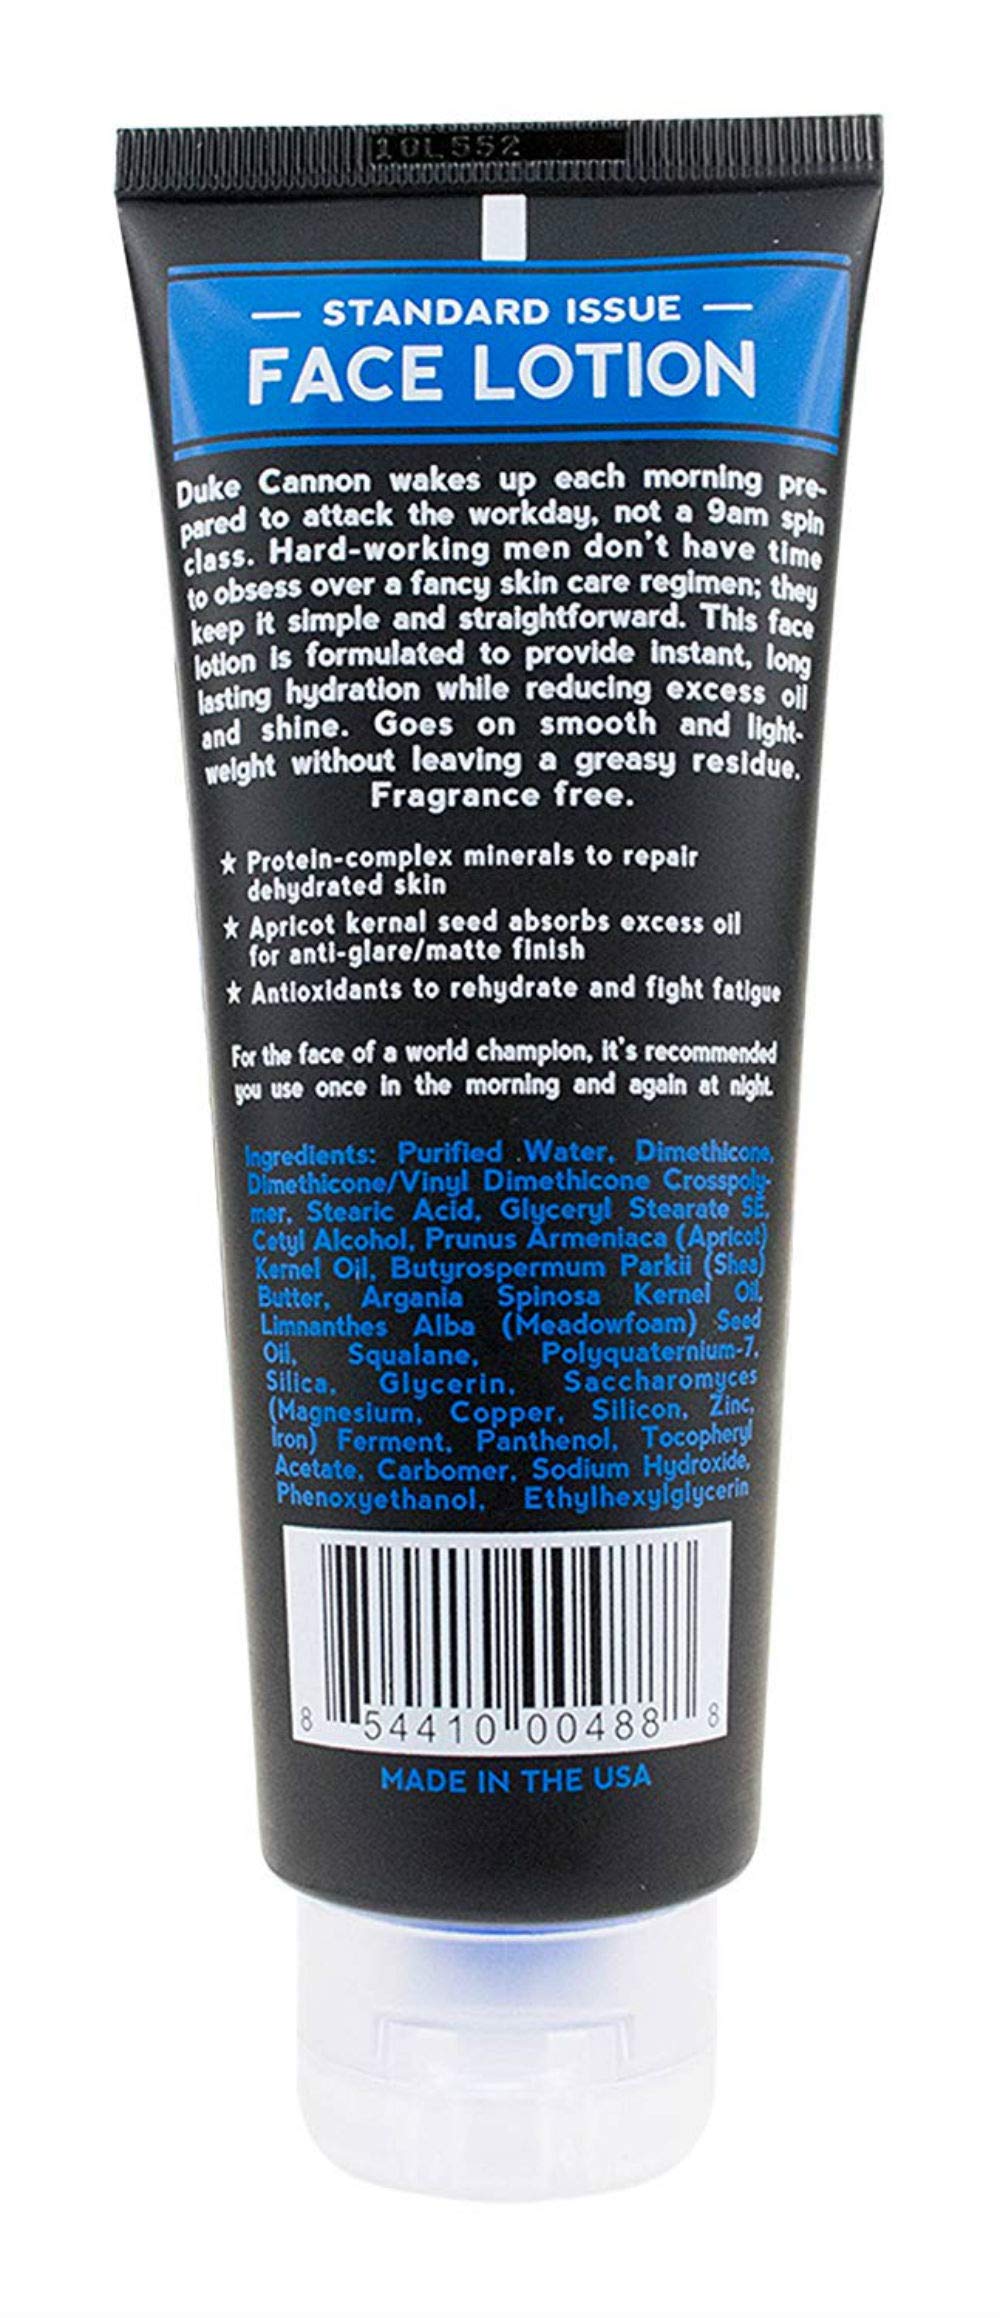 10L552
— STANDARD ISSUE —
FACE LOTION
Duke Cannon wakes up each morning pre-
pared to attack the workday, not a 9am spin
class. Hard-working men don't have time
to obsess over a fancy skin care regimen; they
keep it simple and straightforward. This face
lotion is formulated to provide instant, long
lasting hydration while reducing excess oil
and shine. Goes on smooth and light-
weight without leaving a greasy residue.
Fragrance free.
★ Protein-complex minerals to repair
dehydrated skin
★ Apricot kernal seed absorbs excess oil
for anti-glare/matte finish
★ Antioxidants to rehydrate and fight fatigue
For the face of a world champion, it's recommended
you use once in the morning and again at night.
Ingredients: Purified Water, Dimethicone,
Dimethicone/Vinyl Dimethicone Crosspoly-
mer, Stearic Acid, Glyceryl Stearate SE,
Cetyl Alcohol, Prunus Armeniaca (Apricot)
Kernel Oil, Butyrospermum Parkii (Shea)
Butter, Argania Spinosa Kernel Oil,
Limnanthes Alba (Meadowfoam) Seed
Oil, Squalane, Polyquaternium-7,
Silica, Glycerin, Saccharomyces
(Magnesium, Copper, Silicon, Zinc,
Iron) Ferment, Panthenol, Tocopheryl
Acetate, Carbomer, Sodium Hydroxide,
Phenoxyethanol, Ethylhexylglycerin
8 54410 00488 8
MADE IN THE USA